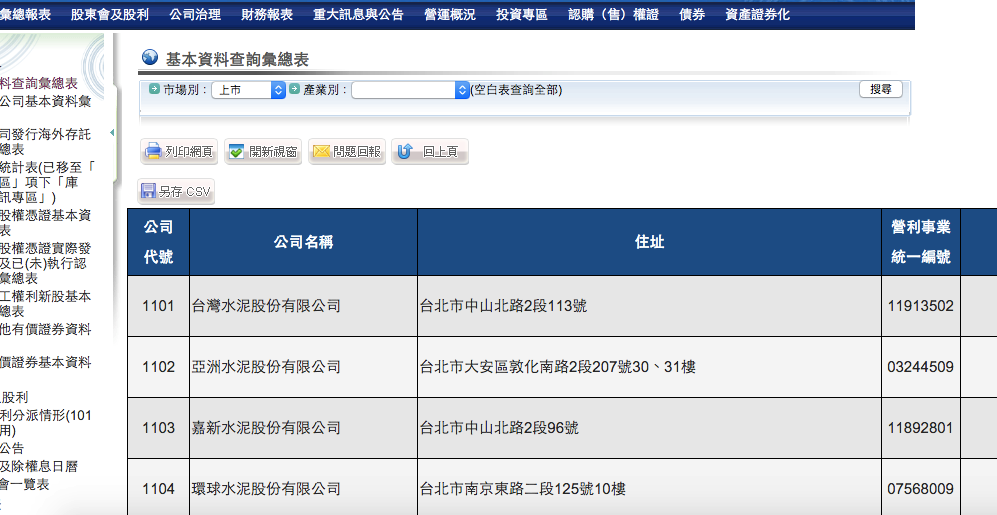 彙總報表 股東會及股利 公司治理 財務報表 重大訊息與公告 營運概況 投資專區 認購（售）權證 債券 資產證券化
料查詢彙總表
公司基本資料彙
司發行海外存託
總表
統計表(已移至「
區」項下「庫
訊專區」)
股權憑證基本資
表
股權憑證實際發
及已(未)執行認
彙總表
工權利新股基本
總表
他有價證券資料
價證券基本資料
股利
利分派情形(101
用)
公告
及除權息日曆
會一覽表
基本資料查詢彙總表
市場別： 上市 產業別： (空白表查詢全部) 搜尋
列印網頁 開新視窗 問題回報 回上頁
另存 CSV
公司代號 公司名稱 住址 營利事業統一編號
1101 台灣水泥股份有限公司 台北市中山北路2段113號 11913502
1102 亞洲水泥股份有限公司 台北市大安區敦化南路2段207號30、31樓 03244509
1103 嘉新水泥股份有限公司 台北市中山北路2段96號 11892801
1104 環球水泥股份有限公司 台北市南京東路二段125號10樓 07568009